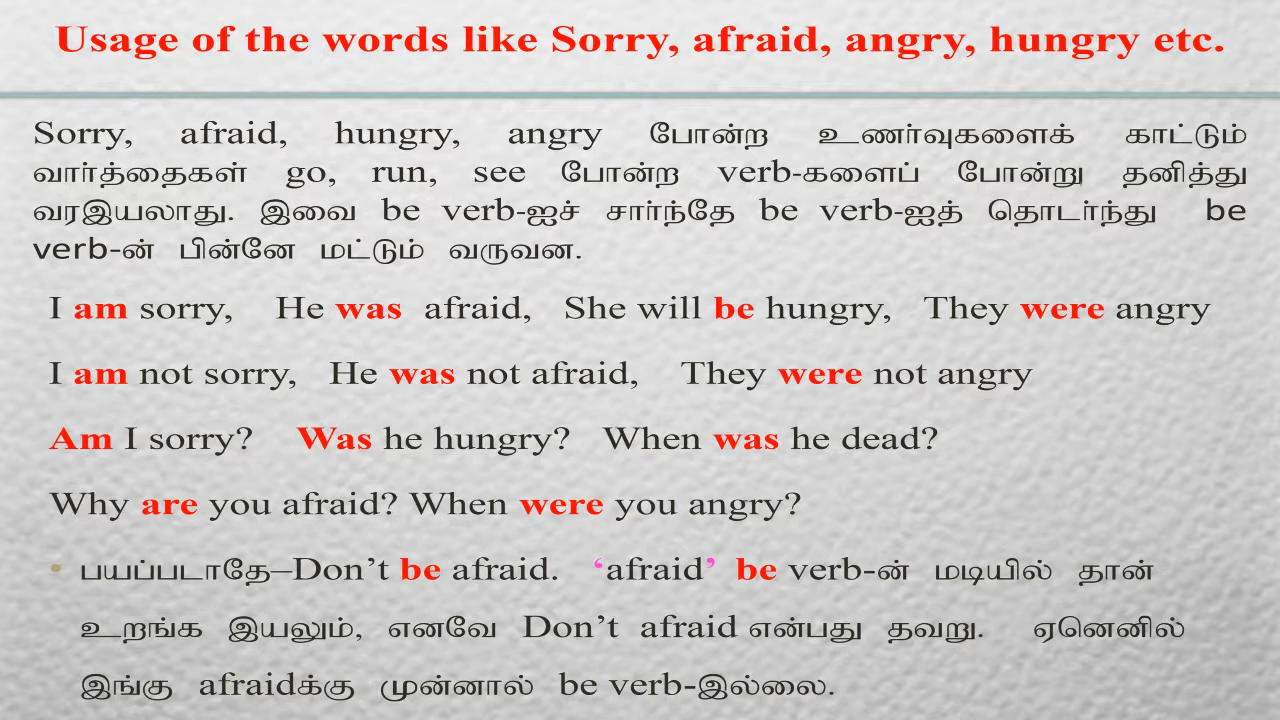 Usage of the words like Sorry, afraid, angry, hungry etc.
Sorry, afraid, hungry, angry போன்ற உணர்வுகளைக் காட்டும்
வார்த்தைகள் go, run, see போன்ற verb-களைப் போன்று தனித்து
வரஇயலாது. இவை be verb-ஐச் சார்ந்தே be verb-ஐத் தொடர்ந்து be
verb-ன் பின்னே மட்டும் வருவன.
I am sorry, He was afraid, She will be hungry, They were angry
I am not sorry, He was not afraid, They were not angry
Am I sorry? Was he hungry? When was he dead?
Why are you afraid? When were you angry?
• பயப்படாதே–Don’t be afraid. ‘afraid’ be verb-ன் மடியில் தான்
உறங்க இயலும், எனவே Don’t afraid என்பது தவறு. ஏனெனில்
இங்கு afraidக்கு முன்னால் be verb-இல்லை.